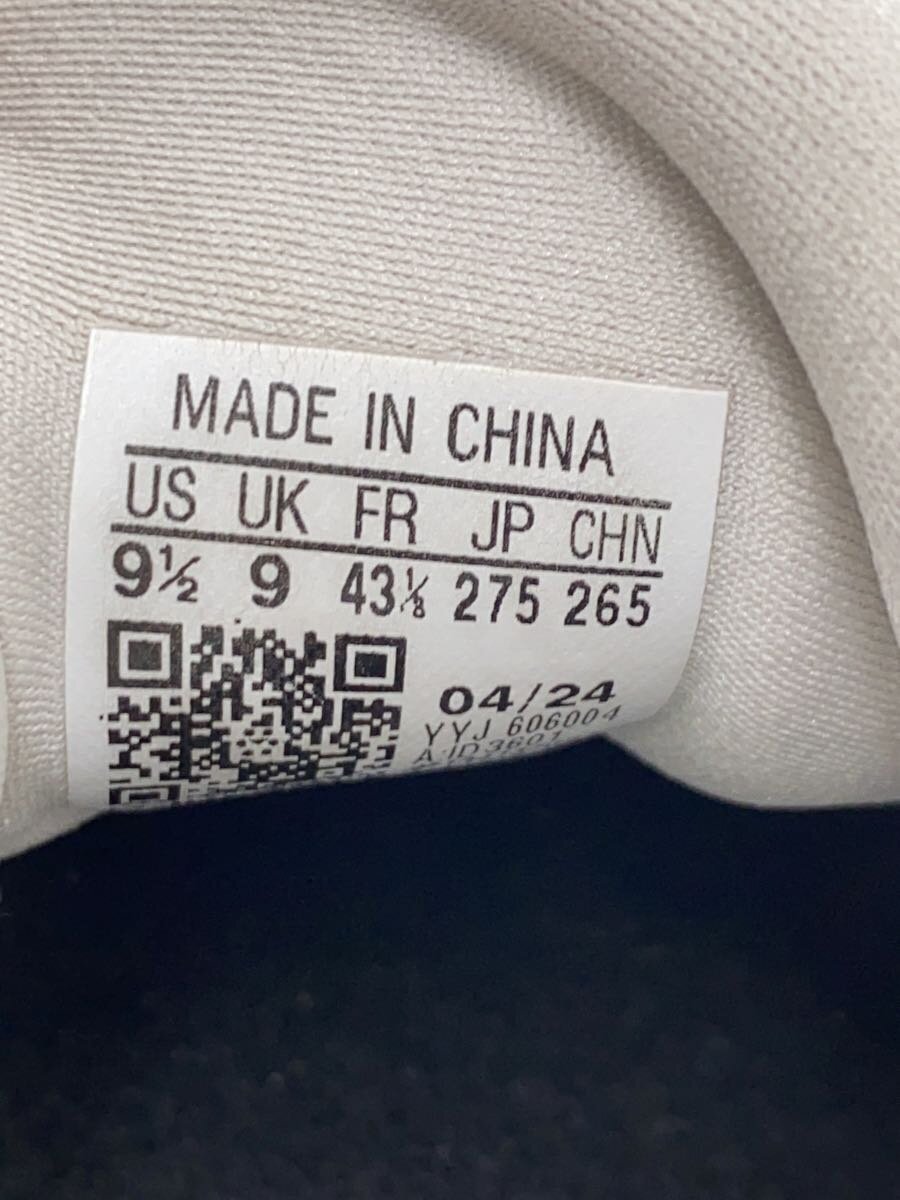 MADE IN CHINA
US UK FR JP CHN
9½ 9 43⅓ 275 265
04/24
YYJ 606004